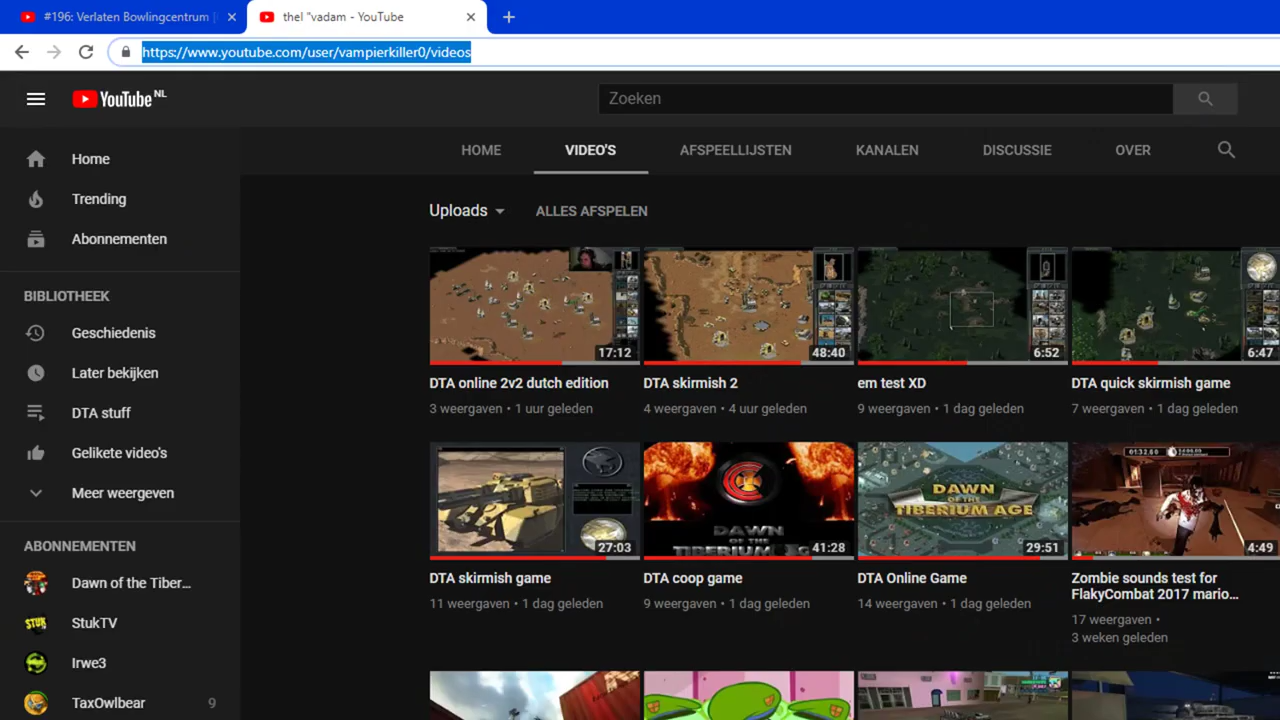 #196: Verlaten Bowlingcentrum
thel "vadam - YouTube
https://www.youtube.com/user/vampierkiller0/videos
YouTube NL
Zoeken
HOME
VIDEO'S
AFSPEELLIJSTEN
KANALEN
DISCUSSIE
OVER
Home
Trending
Abonnementen
BIBLIOTHEEK
Geschiedenis
Later bekijken
DTA stuff
Gelikete video's
Meer weergeven
ABONNEMENTEN
Dawn of the Tiber...
StukTV
Irwe3
TaxOwlbear 9
Uploads
ALLES AFSPELEN
17:12
48:40
6:52
6:47
DTA online 2v2 dutch edition
3 weergaven • 1 uur geleden
DTA skirmish 2
4 weergaven • 4 uur geleden
em test XD
9 weergaven • 1 dag geleden
DTA quick skirmish game
7 weergaven • 1 dag geleden
27:03
DAWN
OF THE
TIBERIUM AGE
41:28
DAWN
OF THE
TIBERIUM AGE
29:51
4:49
DTA skirmish game
11 weergaven • 1 dag geleden
DTA coop game
9 weergaven • 1 dag geleden
DTA Online Game
14 weergaven • 1 dag geleden
Zombie sounds test for
FlakyCombat 2017 mario...
17 weergaven •
3 weken geleden